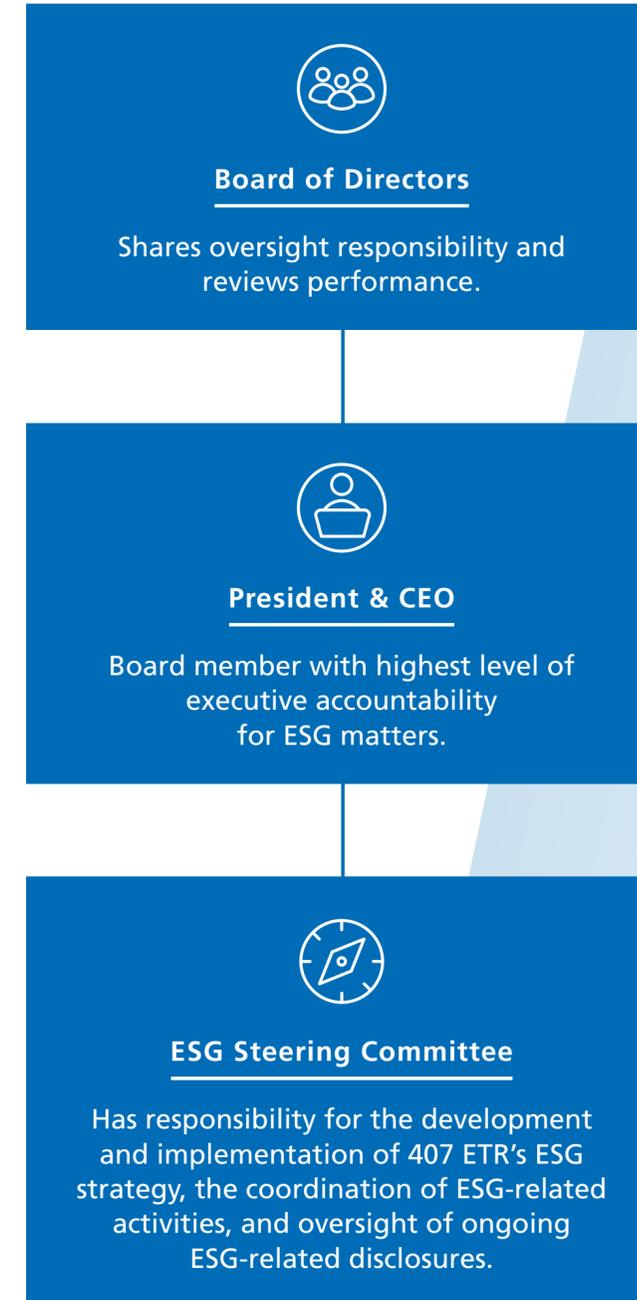 Board of Directors
Shares oversight responsibility and
reviews performance.
President & CEO
Board member with highest level of
executive accountability
for ESG matters.
ESG Steering Committee
Has responsibility for the development
and implementation of 407 ETR’s ESG
strategy, the coordination of ESG-related
activities, and oversight of ongoing
ESG-related disclosures.